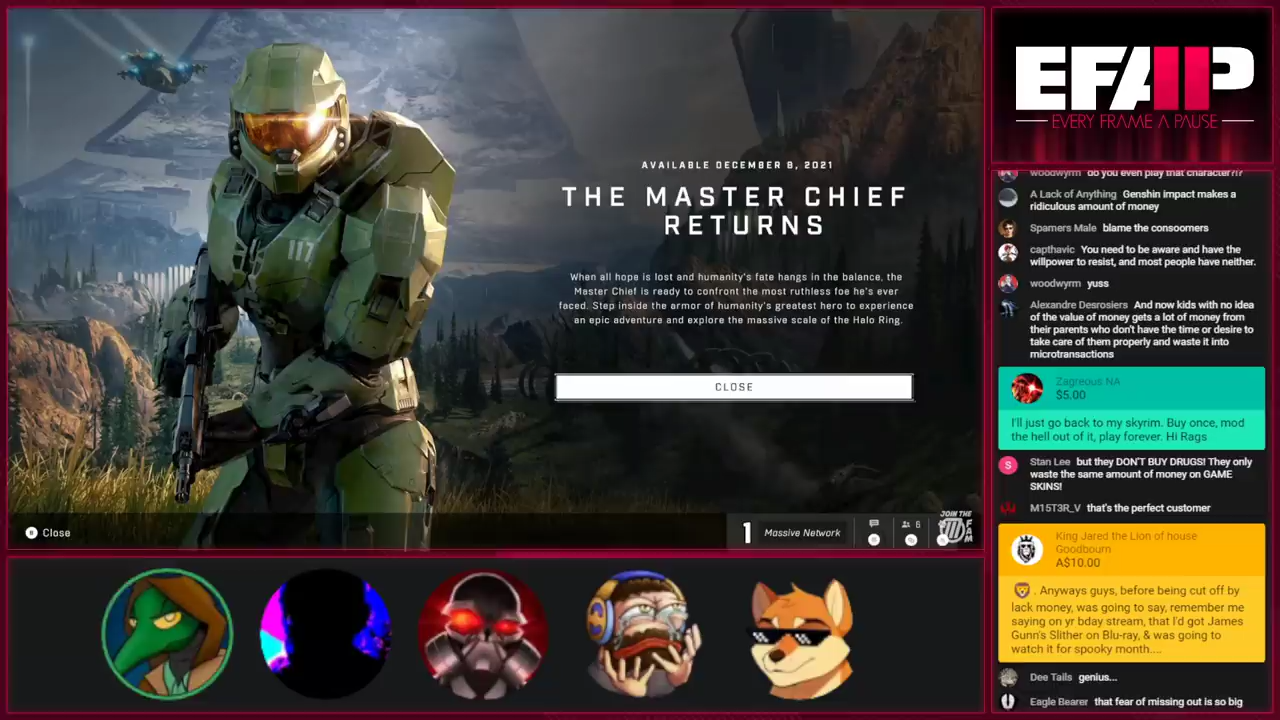 AVAILABLE DECEMBER 8, 2021
THE MASTER CHIEF
RETURNS
When all hope is lost and humanity's fate hangs in the balance, the
Master Chief is ready to confront the most ruthless foe he's ever
faced. Step inside the armor of humanity's greatest hero to experience
an epic adventure and explore the massive scale of the Halo Ring.
CLOSE
117
Close
1 Massive Network
6
JOIN THE
FAM
EFAP
EVERY FRAME A PAUSE
woodwyrm do you even play that character?!?
A Lack of Anything Genshin impact makes a
ridiculous amount of money
Spamers Male blame the consoomers
capthavic You need to be aware and have the
willpower to resist, and most people have neither.
woodwyrm yuss
Alexandre Desrosiers And now kids with no idea
of the value of money gets a lot of money from
their parents who don't have the time or desire to
take care of them properly and waste it into
microtransactions
Zagreous NA
$5.00
I'll just go back to my skyrim. Buy once, mod
the hell out of it, play forever. Hi Rags
S Stan Lee but they DON'T BUY DRUGS! They only
waste the same amount of money on GAME
SKINS!
M15T3R_V that's the perfect customer
King Jared the Lion of house
Goodbourn
A$10.00
. Anyways guys, before being cut off by
lack money, was going to say, remember me
saying on yr bday stream, that I'd got James
Gunn's Slither on Blu-ray, & was going to
watch it for spooky month....
Dee Tails genius...
Eagle Bearer that fear of missing out is so big